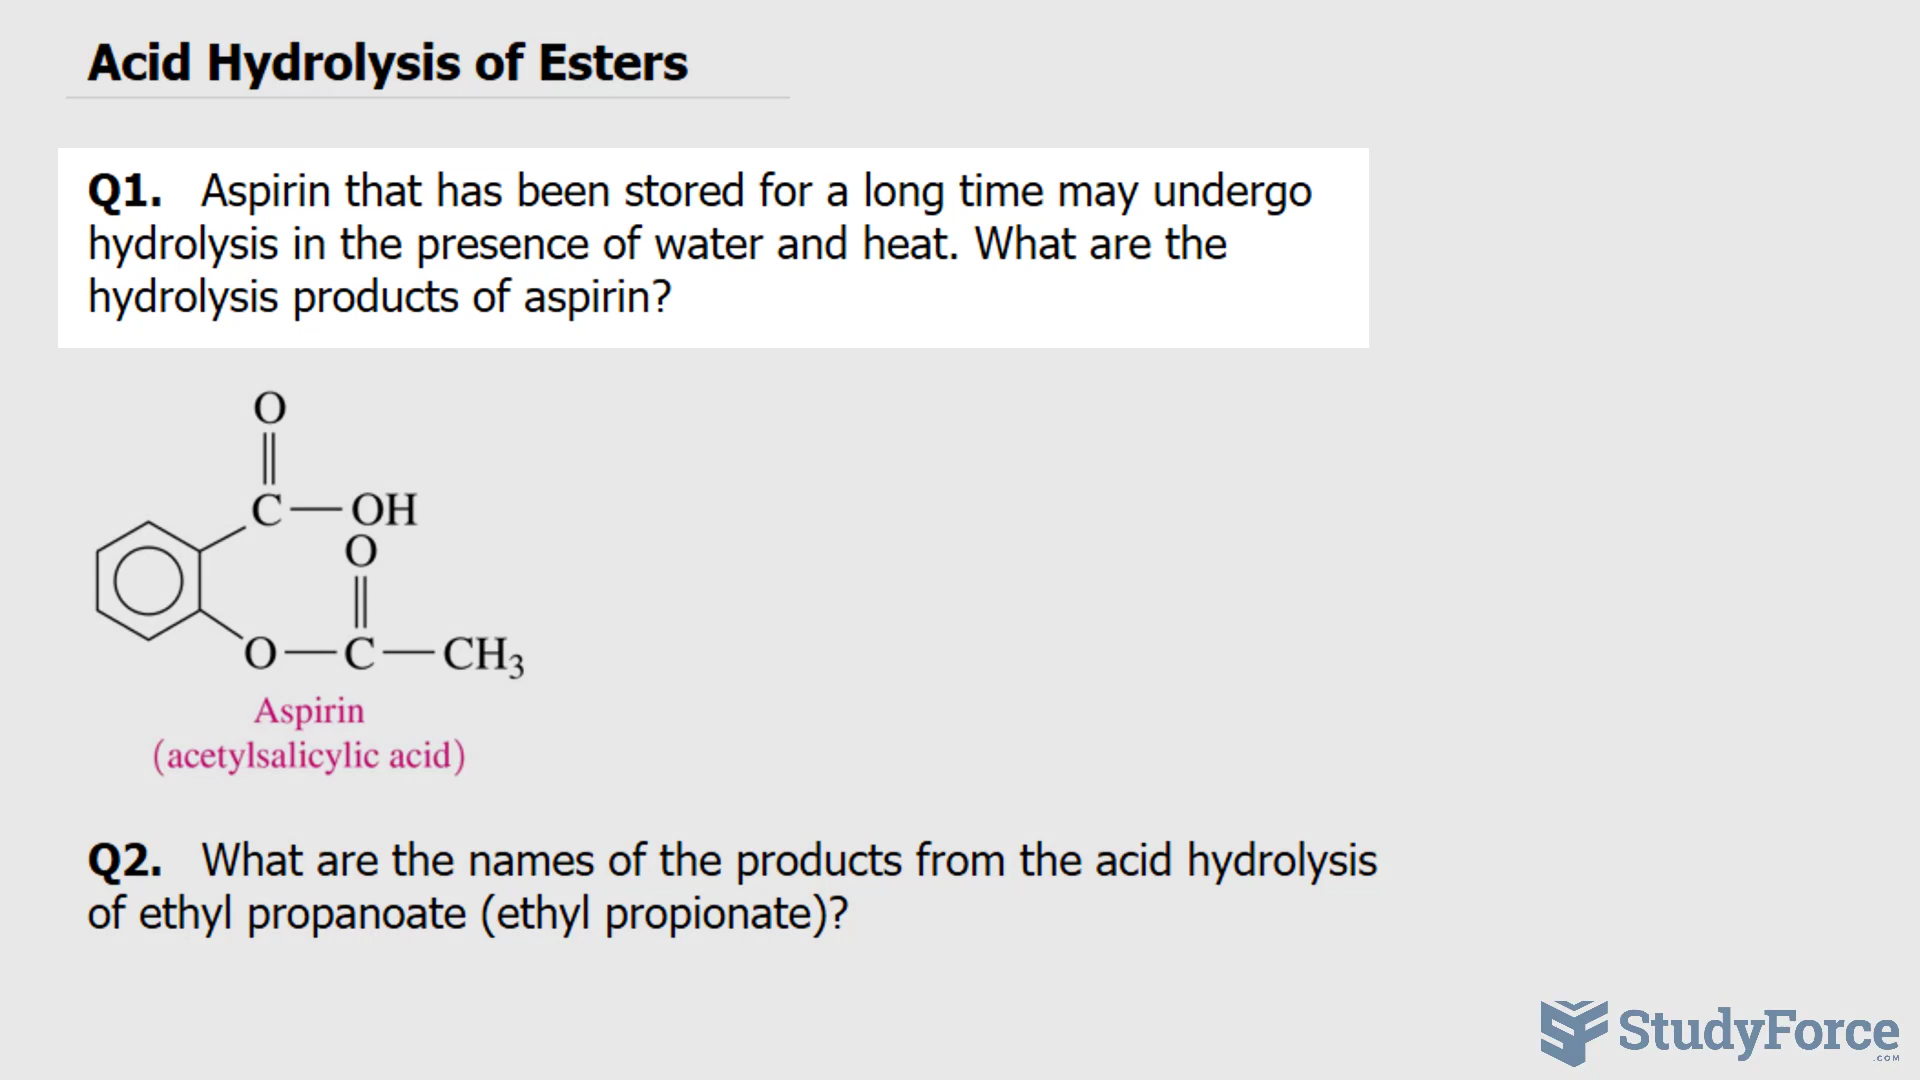 Acid Hydrolysis of Esters
Q1. Aspirin that has been stored for a long time may undergo
hydrolysis in the presence of water and heat. What are the
hydrolysis products of aspirin?
O
C — OH
O
O — C — CH₃
Aspirin
(acetylsalicylic acid)
Q2. What are the names of the products from the acid hydrolysis
of ethyl propanoate (ethyl propionate)?
StudyForce
.COM